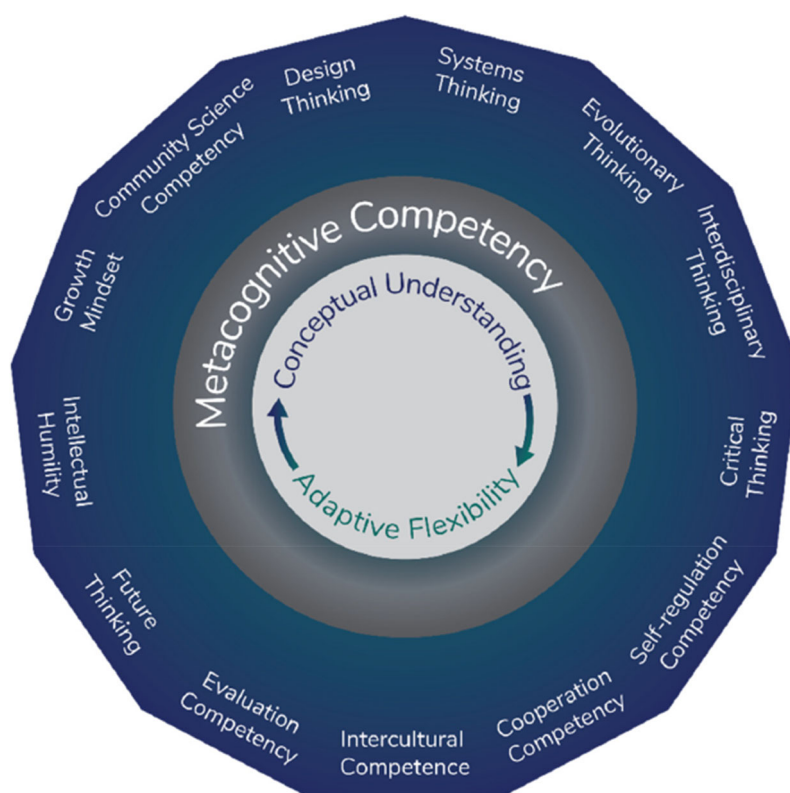 Systems
Thinking
Evolutionary
Thinking
Interdisciplinary
Thinking
Critical
Thinking
Self-regulation
Competency
Cooperation
Competency
Intercultural
Competence
Evaluation
Competency
Future
Thinking
Intellectual
Humility
Growth
Mindset
Community Science
Competency
Design
Thinking
Metacognitive Competency
Conceptual Understanding
Adaptive Flexibility